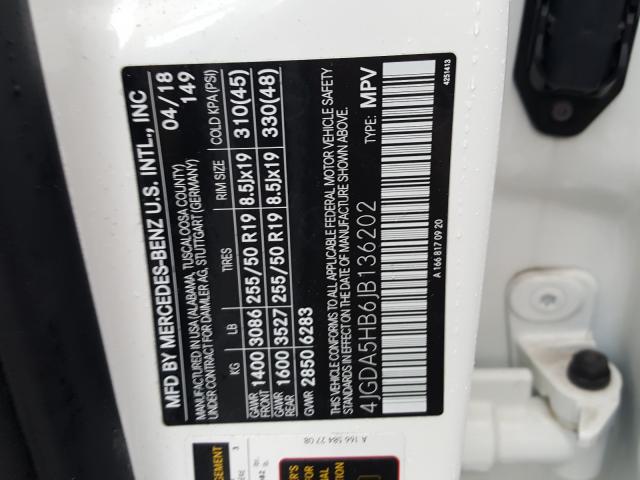 MFD BY MERCEDES-BENZ U.S. INTL., INC
04/18
MANUFACTURED IN USA (ALABAMA, TUSCALOOSA COUNTY)
UNDER CONTRACT FOR DAIMLER AG, STUTTGART (GERMANY)
149
KG LB TIRES RIM SIZE COLD KPA (PSI)
GAWR FRONT 1400 3086 255/50 R19 8.5Jx19 310(45)
GAWR REAR 1600 3527 255/50 R19 8.5Jx19 330(48)
GVWR 2850 6283
THIS VEHICLE CONFORMS TO ALL APPLICABLE FEDERAL MOTOR VEHICLE SAFETY
STANDARDS IN EFFECT ON THE DATE OF MANUFACTURE SHOWN ABOVE.
4JGDA5HB6JB136202 TYPE: MPV
A 166 817 09 20
4251413
A 166 584 27 08